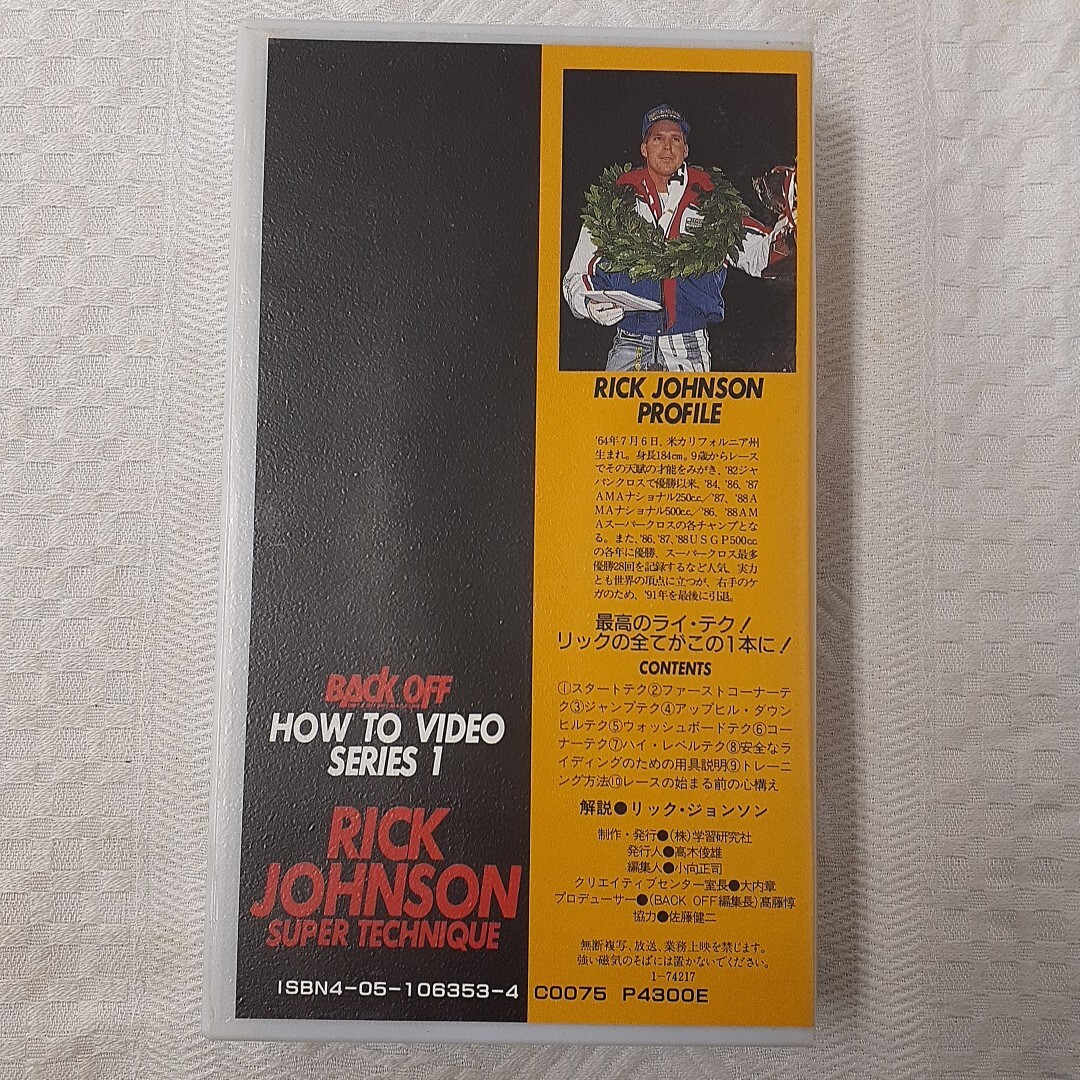 RICK JOHNSON
PROFILE
'64年7月6日、米カリフォルニア州
生まれ。身長184cm。9歳からレース
でその天賦の才能をみがき、'82ジャ
パンクロスで優勝以来、'84、'86、'87
AMAナショナル250c.c.／'87、'88A
MAナショナル500c.c.／'86、'88AM
Aスーパークロスの各チャンプとな
る。また、'86、'87、'88USGP500cc.
の各年に優勝、スーパークロス最多
優勝28回を記録するなど人気、実力
とも世界の頂点に立つが、右手のケ
ガのため、'91年を最後に引退。
最高のライ・テク！
リックの全てがこの1本に！
CONTENTS
①スタートテク②ファーストコーナーテ
ク③ジャンプテク④アップヒル・ダウン
ヒルテク⑤ウォッシュボードテク⑥コー
ナーテク⑦ハイ・レベルテク⑧安全なラ
イディングのための用具説明⑨トレーニ
ング方法⑩レースの始まる前の心構え
解説●リック・ジョンソン
制作・発行●(株)学習研究社
発行人●高木俊雄
編集人●小向正司
クリエイティブセンター室長●大内章
プロデューサー●(BACK OFF編集長)高藤惇
協力●佐藤健二
無断複写、放送、業務上映を禁じます。
強い磁気のそばには置かないでください。
1-74217
BACK OFF
HOW TO VIDEO
SERIES 1
RICK
JOHNSON
SUPER TECHNIQUE
ISBN4-05-106353-4 C0075 P4300E